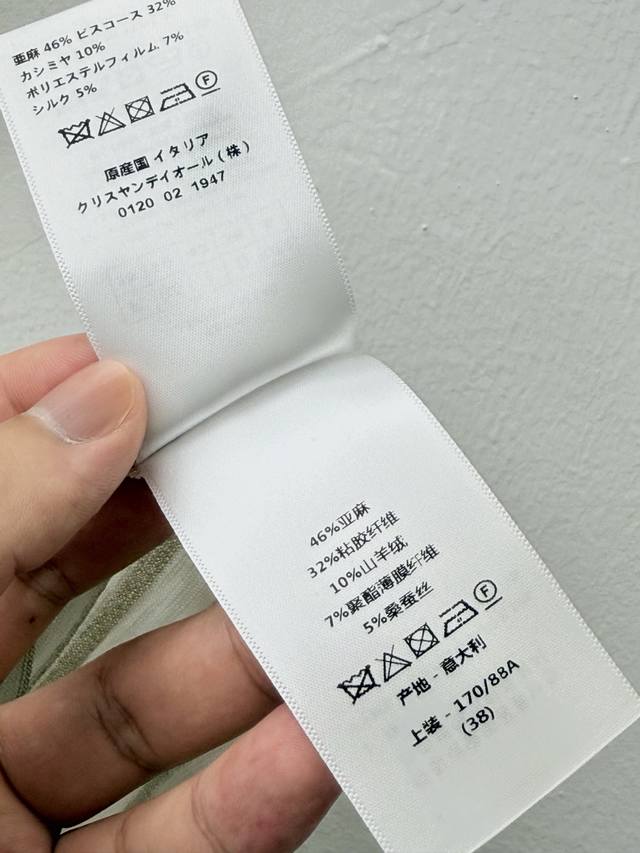 亜麻 46% ビスコース 32%
カシミヤ 10%
ポリエステルフィルム 7%
シルク 5%
F
原産国 イタリア
クリスヤンデイオール(株)
0120 02 1947
46%亚麻
32%粘胶纤维
10%山羊绒
7%聚酯薄膜纤维
5%桑蚕丝
F
产地 - 意大利
上装 - 170/88A
(38)